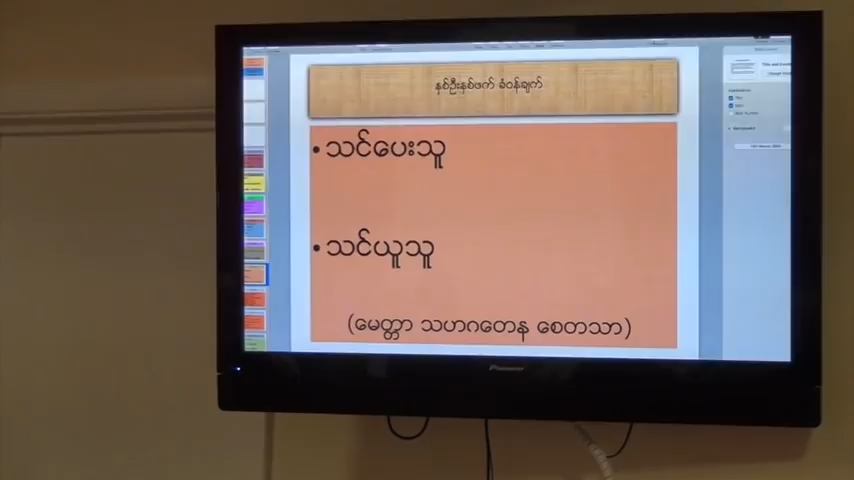 နှစ်ဦးနှစ်ဖက် ခံဝန်ချက်
• သင်ပေးသူ
• သင်ယူသူ
(မေတ္တာ သဟဂတေန စေတသာ)
Pioneer